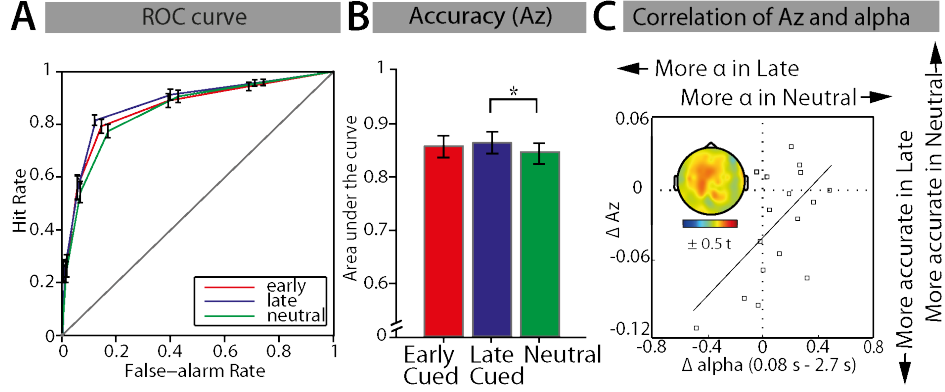 A ROC curve
1
0.8
0.6
0.4
0.2
0
Hit Rate
early
late
neutral
0 0.2 0.4 0.6 0.8 1
False–alarm Rate
B Accuracy (Az)
1
0.9
0.8
0.7
0.6
0
Area under the curve
*
Early Cued
Late Cued
Neutral
C Correlation of Az and alpha
More α in Late
More α in Neutral
0.06
0
-0.06
-0.12
Δ Az
± 0.5 t
-0.8 -0.4 0 0.4 0.8
Δ alpha (0.08 s - 2.7 s)
More accurate in Late
More accurate in Neutral